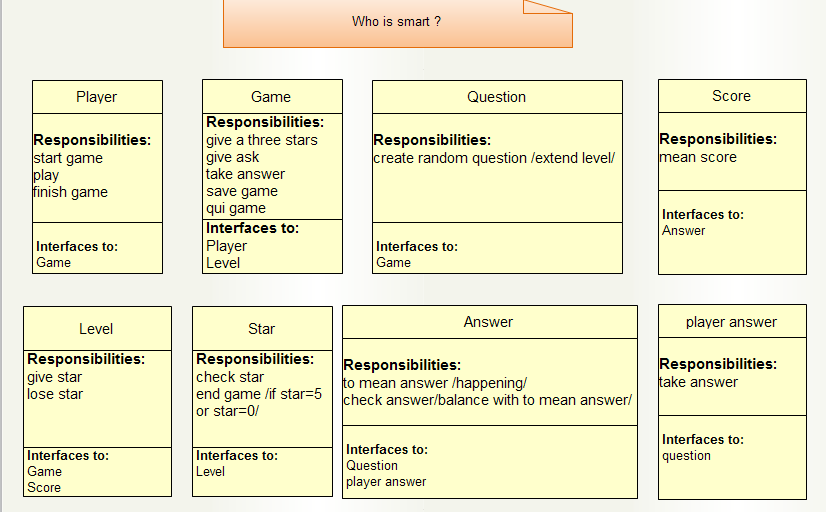 Who is smart ?
Player
Responsibilities:
start game
play
finish game
Interfaces to:
Game
Game
Responsibilities:
give a three stars
give ask
take answer
save game
qui game
Interfaces to:
Player
Level
Question
Responsibilities:
create random question /extend level/
Interfaces to:
Game
Score
Responsibilities:
mean score
Interfaces to:
Answer
Level
Responsibilities:
give star
lose star
Interfaces to:
Game
Score
Star
Responsibilities:
check star
end game /if star=5
or star=0/
Interfaces to:
Level
Answer
Responsibilities:
to mean answer /happening/
check answer/balance with to mean answer/
Interfaces to:
Question
player answer
player answer
Responsibilities:
take answer
Interfaces to:
question